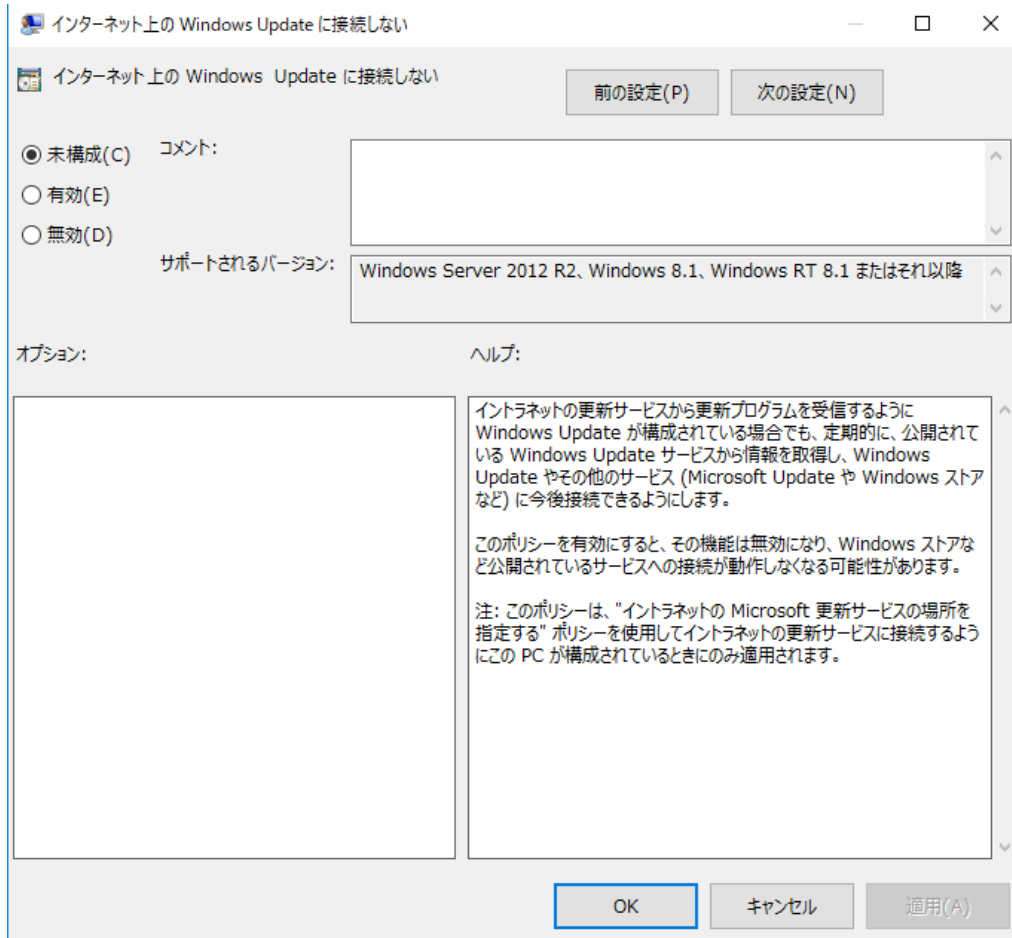 インターネット上の Windows Update に接続しない
インターネット上の Windows  Update に接続しない
前の設定(P)
次の設定(N)
未構成(C)
有効(E)
無効(D)
コメント:
サポートされるバージョン:
Windows Server 2012 R2、Windows 8.1、Windows RT 8.1 またはそれ以降
オプション:
ヘルプ:
イントラネットの更新サービスから更新プログラムを受信するように
Windows Update が構成されている場合でも、定期的に、公開されて
いる Windows Update サービスから情報を取得し、Windows
Update やその他のサービス (Microsoft Update や Windows ストア
など) に今後接続できるようにします。
このポリシーを有効にすると、その機能は無効になり、Windows ストアな
ど公開されているサービスへの接続が動作しなくなる可能性があります。
注: このポリシーは、"イントラネットの Microsoft 更新サービスの場所を
指定する" ポリシーを使用してイントラネットの更新サービスに接続するよう
にこの PC が構成されているときにのみ適用されます。
OK
キャンセル
適用(A)